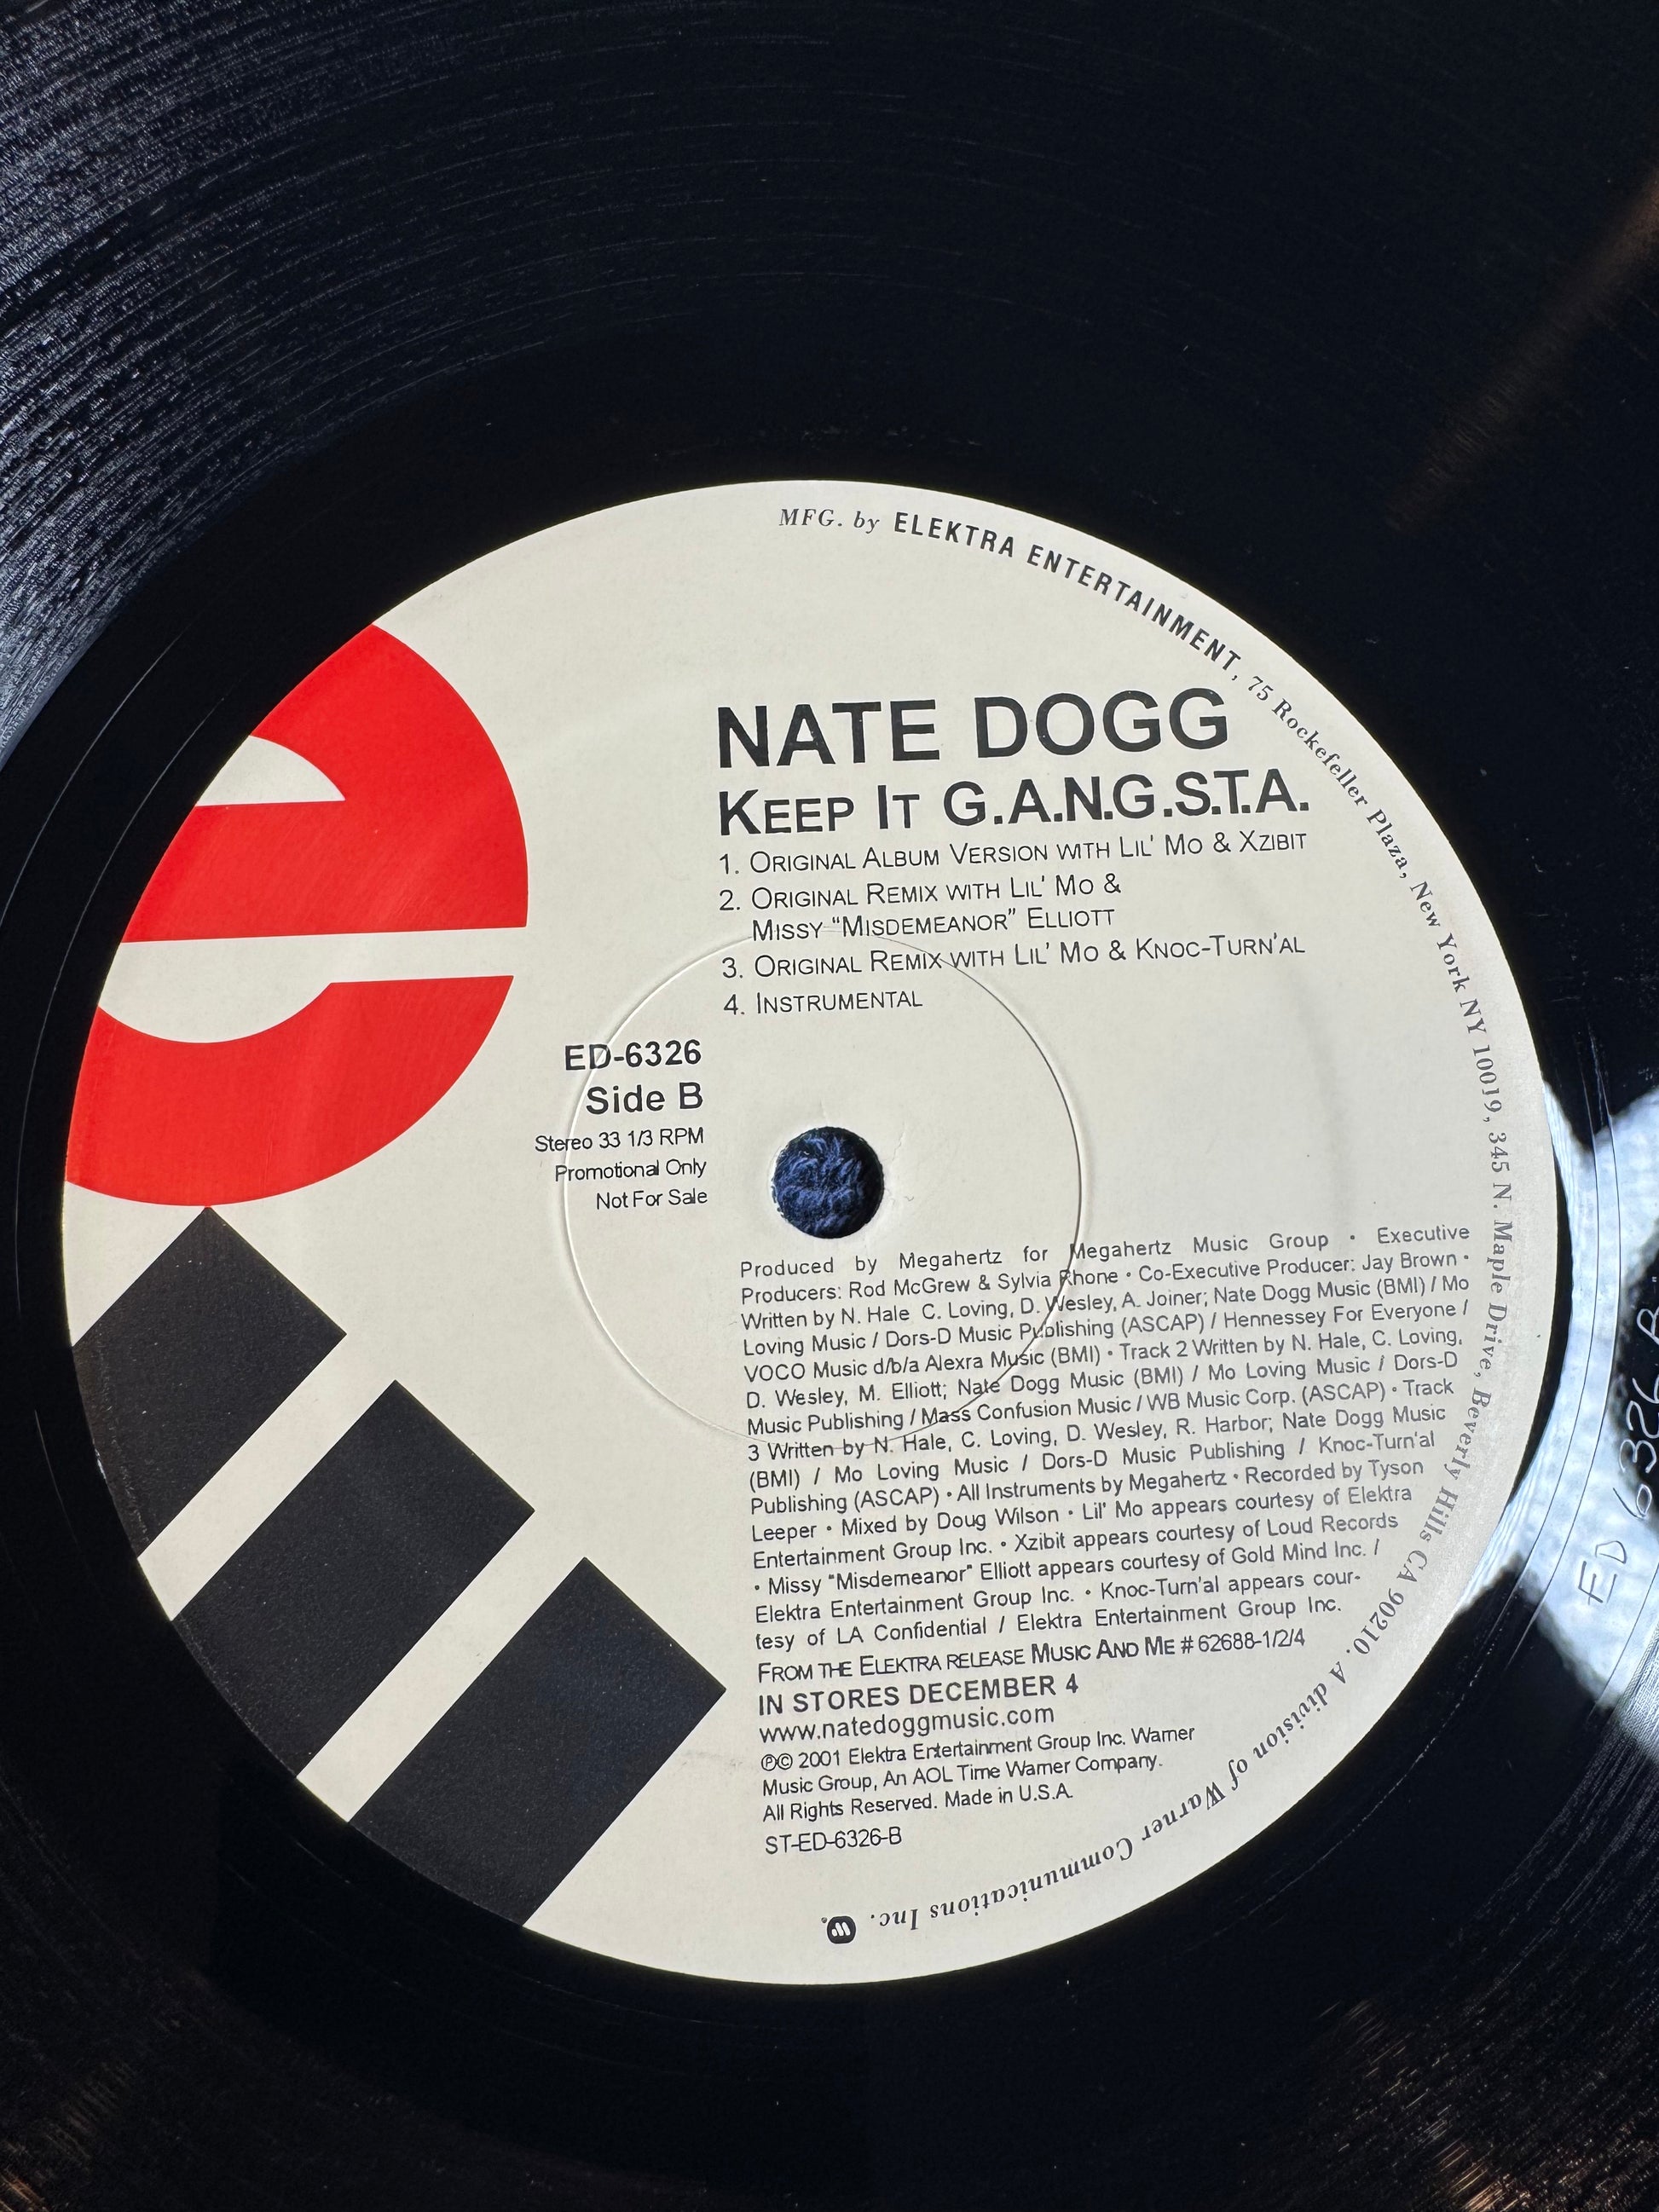 MFG. by ELEKTRA ENTERTAINMENT, 75 Rockefeller Plaza, New York NY 10019, 345 N. Maple Drive, Beverly Hills CA 90210. A division of Warner Communications Inc.
NATE DOGG
KEEP IT G.A.N.G.S.T.A.
1. ORIGINAL ALBUM VERSION WITH LIL' MO & XZIBIT
2. ORIGINAL REMIX WITH LIL' MO &
MISSY "MISDEMEANOR" ELLIOTT
3. ORIGINAL REMIX WITH LIL' MO & KNOC-TURN'AL
4. INSTRUMENTAL
ED-6326
Side B
Stereo 33 1/3 RPM
Promotional Only
Not For Sale
Produced by Megahertz for Megahertz Music Group • Executive
Producers: Rod McGrew & Sylvia Rhone • Co-Executive Producer: Jay Brown •
Written by N. Hale C. Loving, D. Wesley, A. Joiner; Nate Dogg Music (BMI) / Mo
Loving Music / Dors-D Music Publishing (ASCAP) / Hennessey For Everyone /
VOCO Music d/b/a Alexra Music (BMI) • Track 2 Written by N. Hale, C. Loving,
D. Wesley, M. Elliott; Nate Dogg Music (BMI) / Mo Loving Music / Dors-D
Music Publishing / Mass Confusion Music / WB Music Corp. (ASCAP) • Track
3 Written by N. Hale, C. Loving, D. Wesley, R. Harbor; Nate Dogg Music
(BMI) / Mo Loving Music / Dors-D Music Publishing / Knoc-Turn'al
Publishing (ASCAP) • All Instruments by Megahertz • Recorded by Tyson
Leeper • Mixed by Doug Wilson • Lil' Mo appears courtesy of Elektra
Entertainment Group Inc. • Xzibit appears courtesy of Loud Records
• Missy "Misdemeanor" Elliott appears courtesy of Gold Mind Inc. /
Elektra Entertainment Group Inc. • Knoc-Turn'al appears cour-
tesy of LA Confidential / Elektra Entertainment Group Inc.
FROM THE ELEKTRA RELEASE MUSIC AND ME # 62688-1/2/4
IN STORES DECEMBER 4
www.natedoggmusic.com
℗© 2001 Elektra Entertainment Group Inc. Warner
Music Group, An AOL Time Warner Company.
All Rights Reserved. Made in U.S.A.
ST-ED-6326-B
ED 6326 B